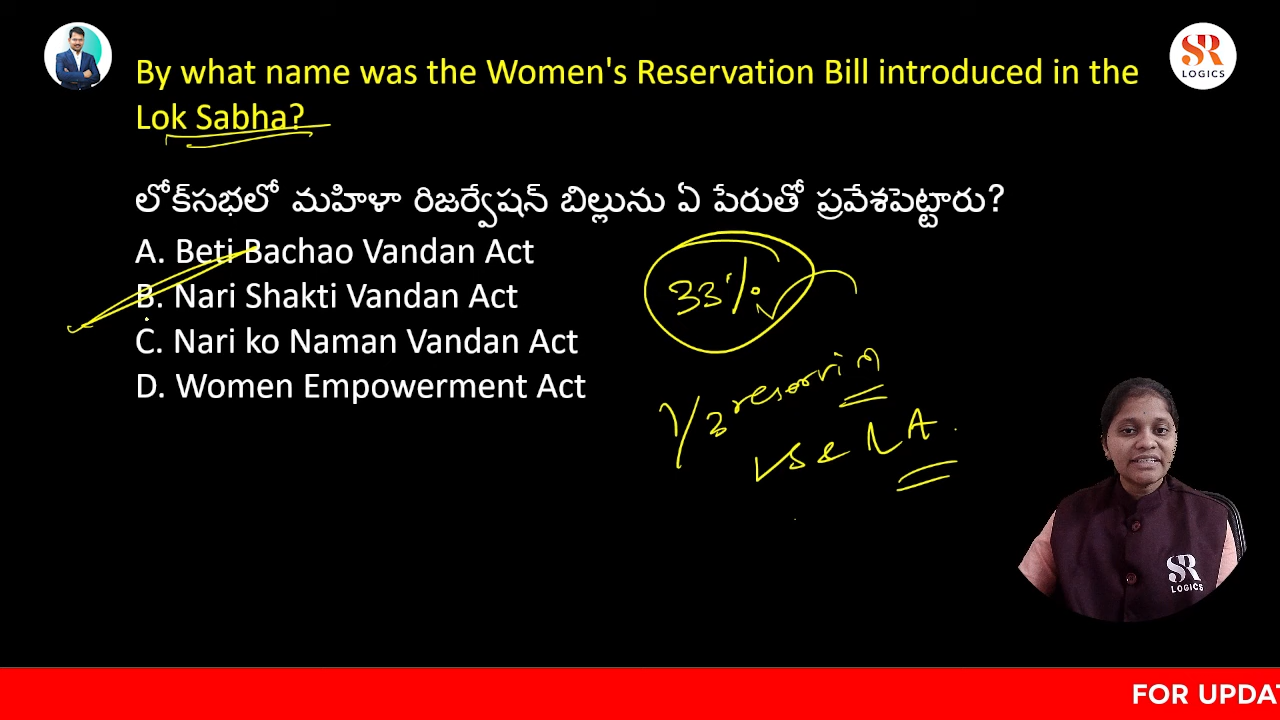 SR
LOGICS
By what name was the Women's Reservation Bill introduced in the
Lok Sabha?
లోక్‌సభలో మహిళా రిజర్వేషన్ బిల్లును ఏ పేరుతో ప్రవేశపెట్టారు?
A. Beti Bachao Vandan Act
B. Nari Shakti Vandan Act
C. Nari ko Naman Vandan Act
D. Women Empowerment Act
33%
1/3
LS & LA.
SR
LOGICS
FOR UPDA